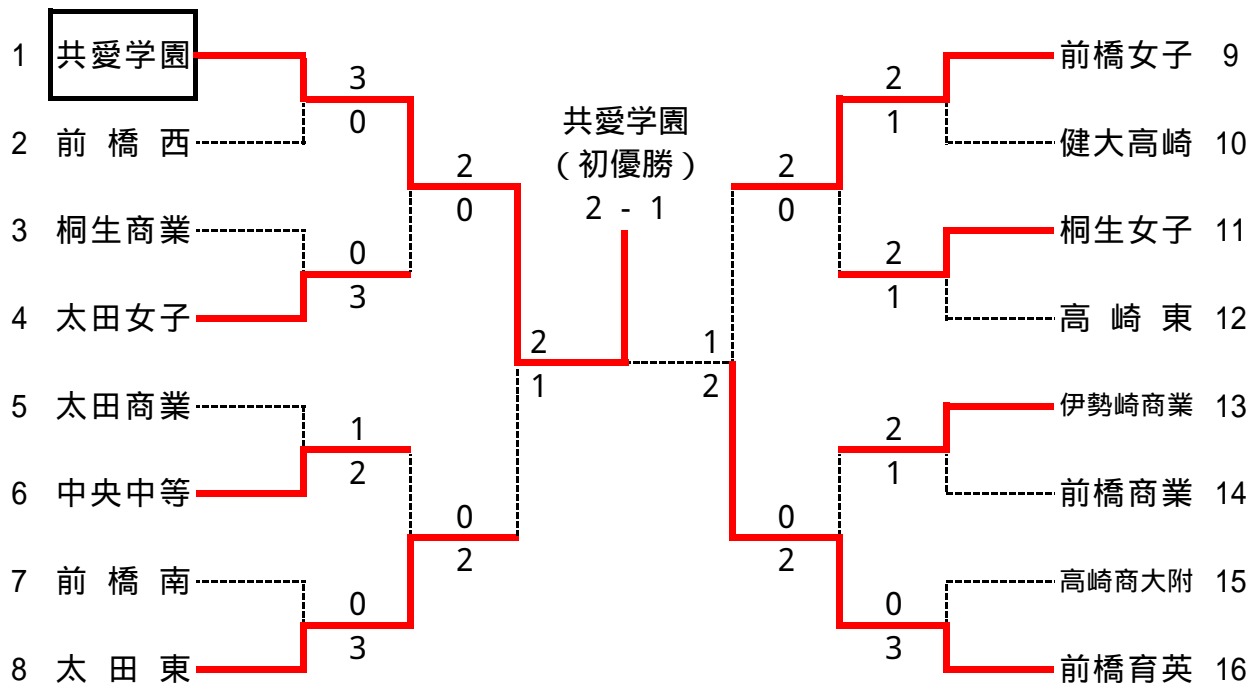 1 共愛学園
2 前橋西
3 桐生商業
4 太田女子
5 太田商業
6 中央中等
7 前橋南
8 太田東
3
0
0
3
1
2
0
3
2
0
0
2
2
1
共愛学園
（初優勝）
2 - 1
1
2
2
0
0
2
2
1
2
1
2
1
0
3
前橋女子 9
健大高崎 10
桐生女子 11
高崎東 12
伊勢崎商業 13
前橋商業 14
高崎商大附 15
前橋育英 16